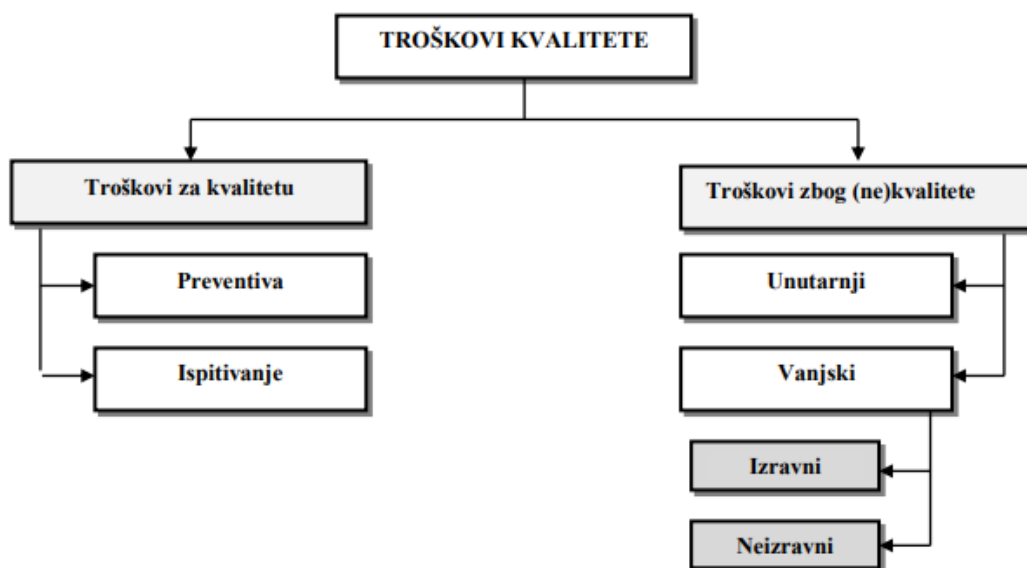 TROŠKOVI KVALITETE
Troškovi za kvalitetu
Troškovi zbog (ne)kvalitete
Preventiva
Unutarnji
Ispitivanje
Vanjski
Izravni
Neizravni